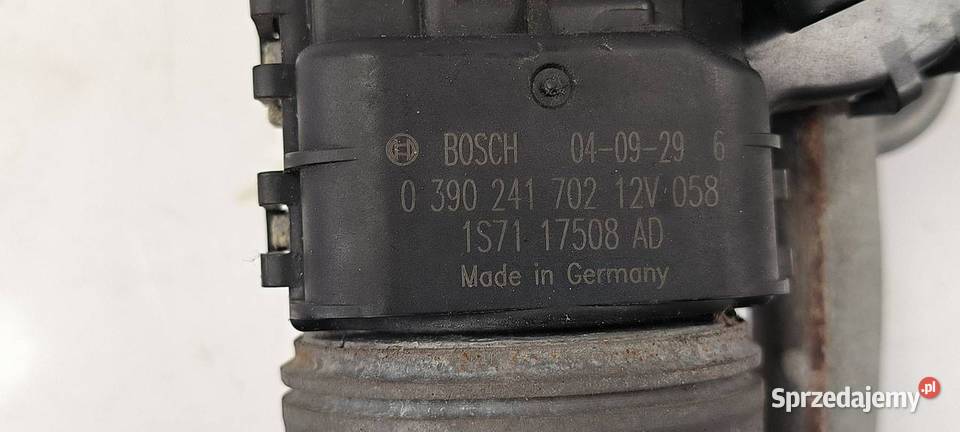 BOSCH 04-09-29 6
0 390 241 702 12V 058
1S71 17508 AD
Made in Germany
Sprzedajemy.pl